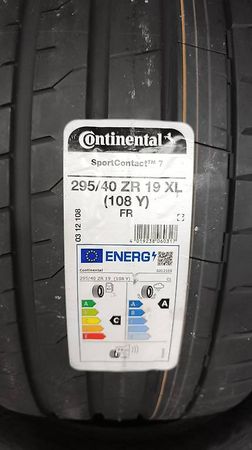 Continental
SportContact™ 7
295/40 ZR 19 XL
(108 Y)
FR
03 12 108
ENERG
Continental
295/40 ZR 19 (108 Y)
A
C
A